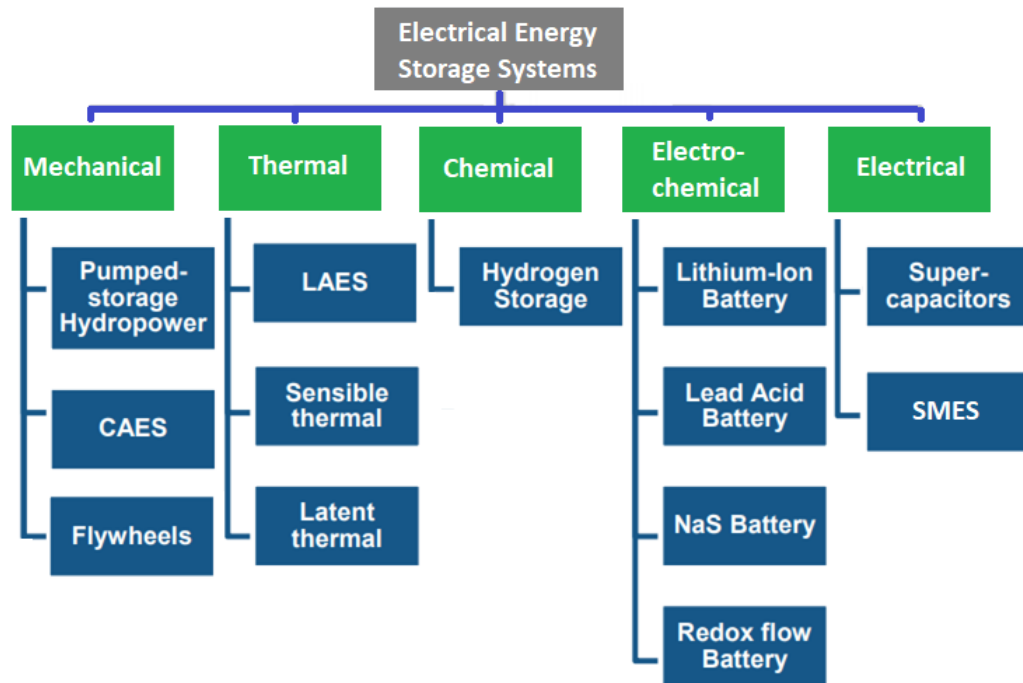 Electrical Energy
Storage Systems
Mechanical
Thermal
Chemical
Electro-
chemical
Electrical
Pumped-
storage
Hydropower
CAES
Flywheels
LAES
Sensible
thermal
Latent
thermal
Hydrogen
Storage
Lithium-Ion
Battery
Lead Acid
Battery
NaS Battery
Redox flow
Battery
Super-
capacitors
SMES